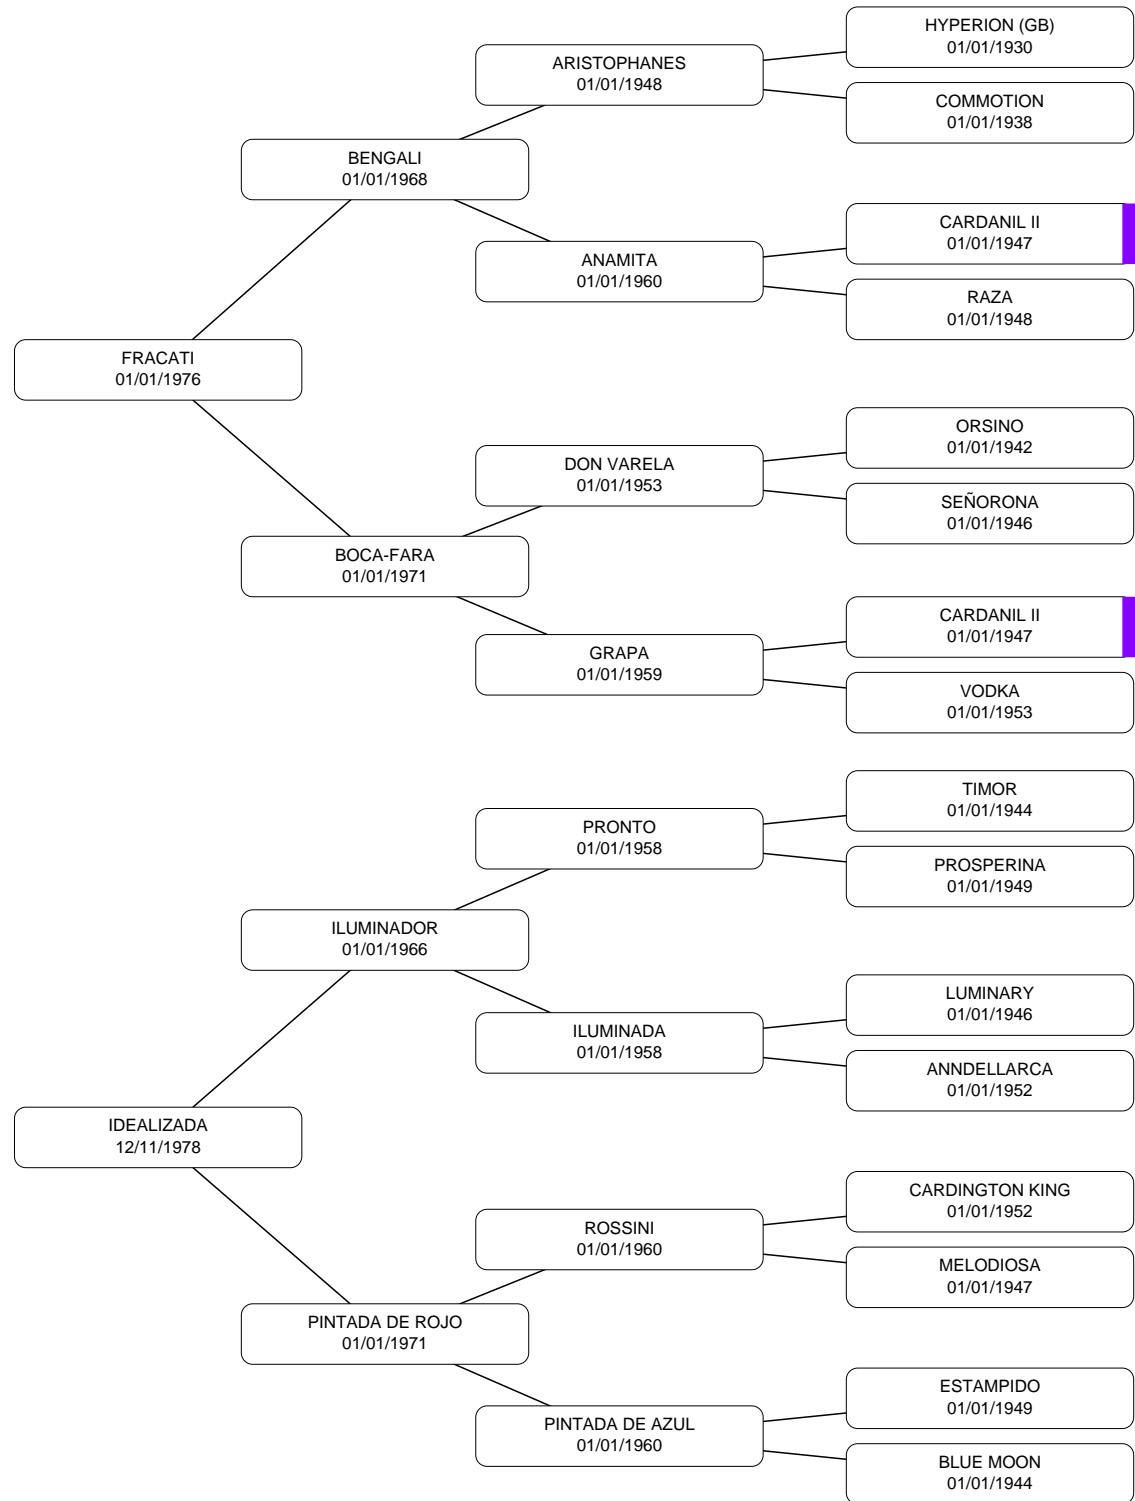 HYPERION (GB)
01/01/1930
ARISTOPHANES
01/01/1948
COMMOTION
01/01/1938
BENGALI
01/01/1968
CARDANIL II
01/01/1947
ANAMITA
01/01/1960
RAZA
01/01/1948
FRACATI
01/01/1976
ORSINO
01/01/1942
DON VARELA
01/01/1953
SEÑORONA
01/01/1946
BOCA-FARA
01/01/1971
CARDANIL II
01/01/1947
GRAPA
01/01/1959
VODKA
01/01/1953
TIMOR
01/01/1944
PRONTO
01/01/1958
PROSPERINA
01/01/1949
ILUMINADOR
01/01/1966
LUMINARY
01/01/1946
ILUMINADA
01/01/1958
ANNDELLARCA
01/01/1952
IDEALIZADA
12/11/1978
CARDINGTON KING
01/01/1952
ROSSINI
01/01/1960
MELODIOSA
01/01/1947
PINTADA DE ROJO
01/01/1971
ESTAMPIDO
01/01/1949
PINTADA DE AZUL
01/01/1960
BLUE MOON
01/01/1944